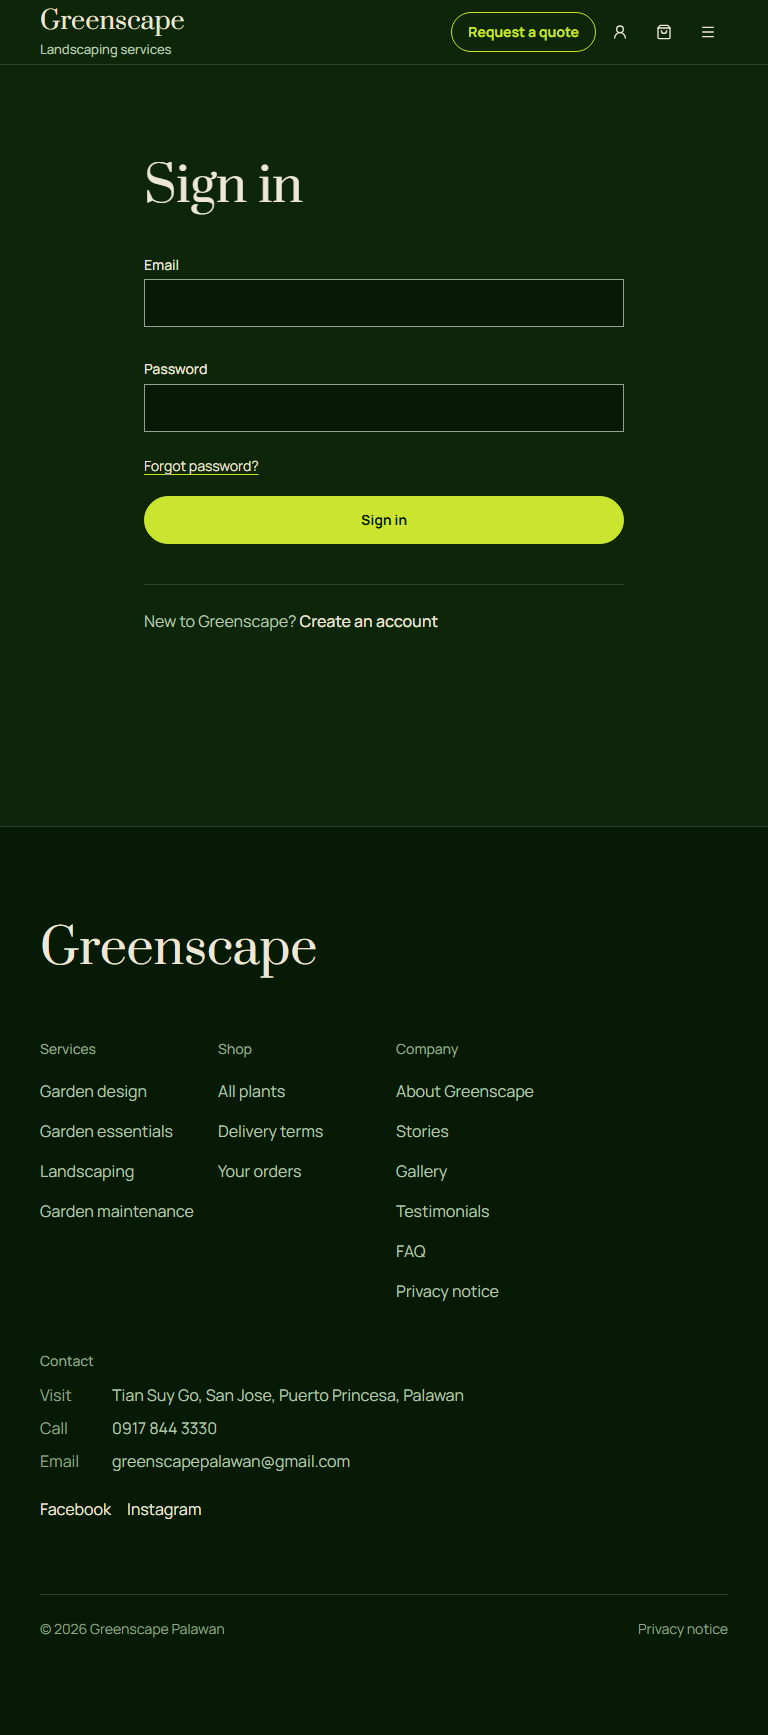 Greenscape
Landscaping services
Request a quote
Sign in
Email
Password
Forgot password?
Sign in
New to Greenscape? Create an account
Greenscape
Services
Garden design
Garden essentials
Landscaping
Garden maintenance
Shop
All plants
Delivery terms
Your orders
Company
About Greenscape
Stories
Gallery
Testimonials
FAQ
Privacy notice
Contact
Visit Tian Suy Go, San Jose, Puerto Princesa, Palawan
Call 0917 844 3330
Email greenscapepalawan@gmail.com
Facebook Instagram
© 2026 Greenscape Palawan Privacy notice